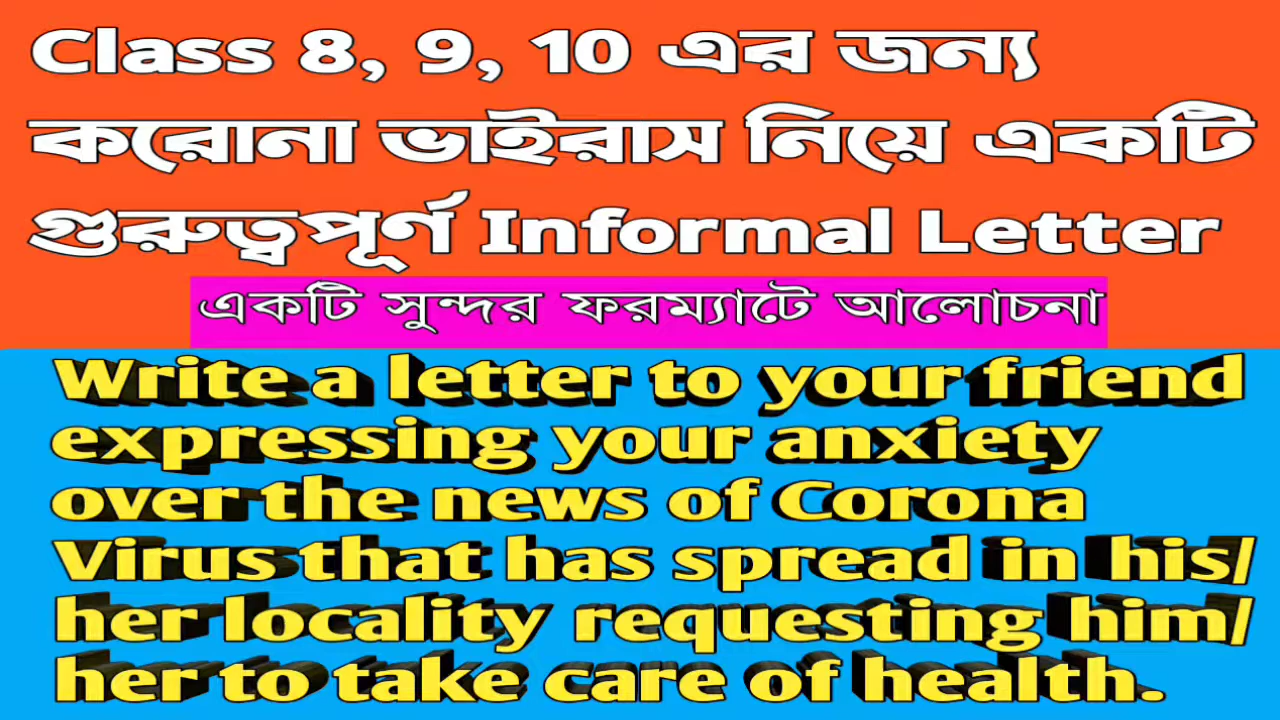 Class 8, 9, 10 এর জন্য
করোনা ভাইরাস নিয়ে একটি
গুরুত্বপূর্ণ Informal Letter
একটি সুন্দর ফরম্যাটে আলোচনা
Write a letter to your friend
expressing your anxiety
over the news of Corona
Virus that has spread in his/
her locality requesting him/
her to take care of health.